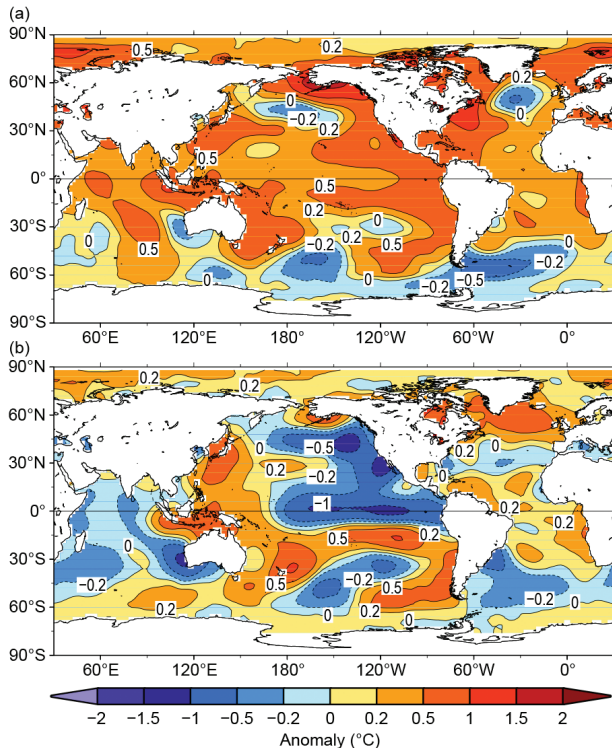 (a)
90°N
0.5 0.2
60°N
0.2
0 0
−0.2 0.2
30°N
0.5
0° 0.5
0.2
30°S 0.2 0
0 0.5 −0.2 0.5 −0.2
60°S 0 −0.2 −0.5
90°S
60°E 120°E 180° 120°W 60°W 0°
(b)
90°N
0.2 0.2
60°N
0 −0.5 0.2 0
30°N 0.2 −0.2 0
0.2
0° −1
0 0.2 0.2
30°S 0.5 0
−0.2 0.5 −0.2 −0.2
60°S 0.2 0 0.2 0
90°S
60°E 120°E 180° 120°W 60°W 0°
−2 −1.5 −1 −0.5 −0.2 0 0.2 0.5 1 1.5 2
Anomaly (°C)